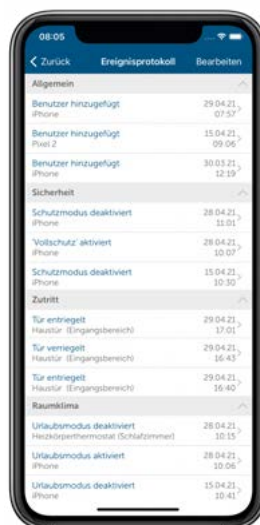 08:05
Zurück Ereignisprotokoll Bearbeiten
Allgemein
Benutzer hinzugefügt 29.04.21
iPhone 07:57
Benutzer hinzugefügt 15.04.21
Pixel 2 09:06
Benutzer hinzugefügt 30.03.21
iPhone 12:19
Sicherheit
Schutzmodus deaktiviert 28.04.21
iPhone 11:01
'Vollschutz' aktiviert 28.04.21
iPhone 10:07
Schutzmodus deaktiviert 15.04.21
iPhone 10:30
Zutritt
Tür entriegelt 29.04.21
Haustür (Eingangsbereich) 17:01
Tür verriegelt 29.04.21
Haustür (Eingangsbereich) 16:43
Tür entriegelt 29.04.21
Haustür (Eingangsbereich) 16:40
Raumklima
Urlaubsmodus deaktiviert 28.04.21
Heizkörperthermostat (Schlafzimmer) 10:15
Urlaubsmodus aktiviert 28.04.21
iPhone 10:06
Urlaubsmodus deaktiviert 15.04.21
iPhone 10:41